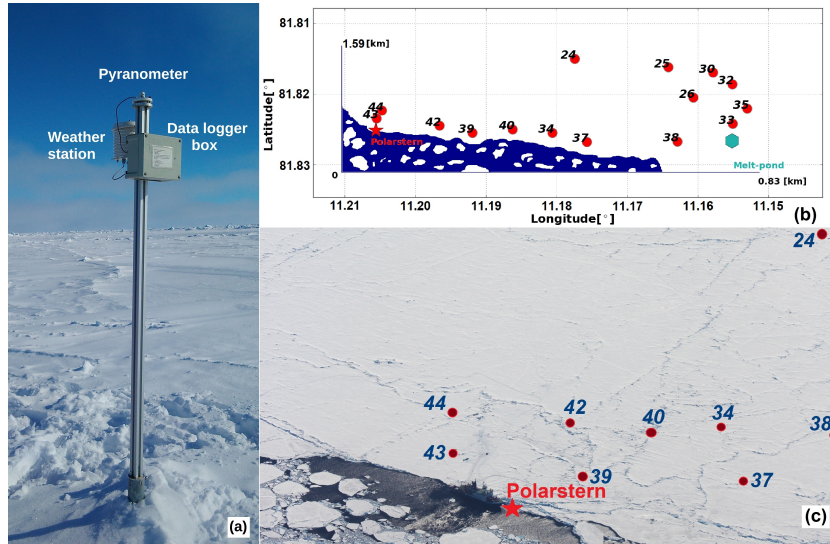 Pyranometer
Weather
station
Data logger
box
(a)
81.81
81.82
81.83
Latitude[°]
1.59 [km]
0
0.83 [km]
24
25
30
32
26
35
33
44
43
42
39
40
34
37
38
Polarstern
Melt-pond
11.21
11.20
11.19
11.18
11.17
11.16
11.15
Longitude[°]
(b)
24
44
42
40
34
38
43
39
37
Polarstern
(c)